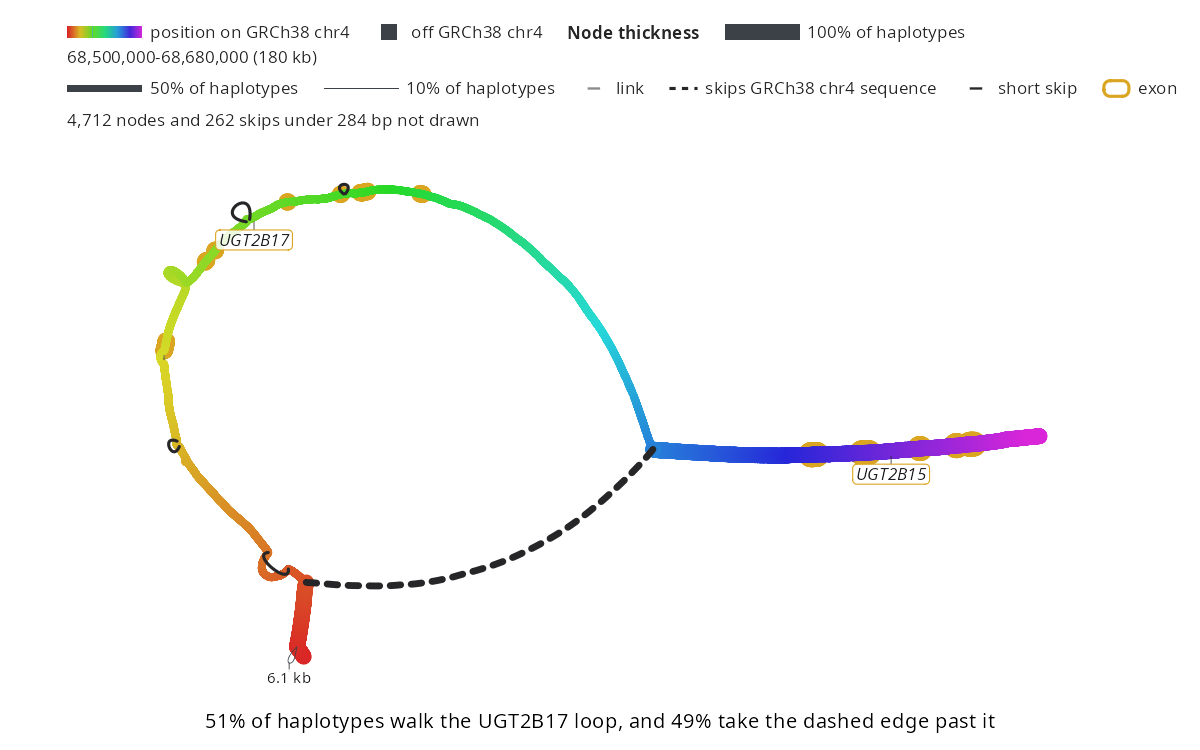 position on GRCh38 chr4 off GRCh38 chr4 Node thickness 100% of haplotypes
68,500,000-68,680,000 (180 kb)
50% of haplotypes 10% of haplotypes link skips GRCh38 chr4 sequence short skip exon
4,712 nodes and 262 skips under 284 bp not drawn
UGT2B17
UGT2B15
6.1 kb
51% of haplotypes walk the UGT2B17 loop, and 49% take the dashed edge past it